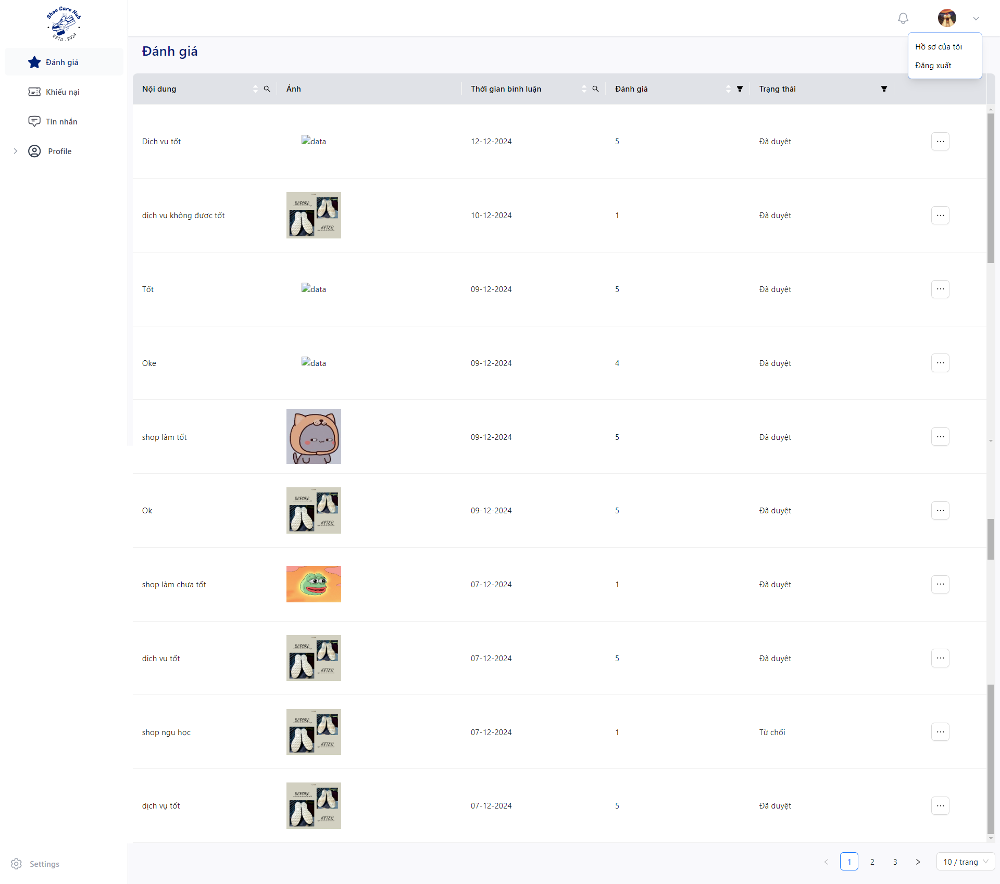 Shoe Care Hub
ESTD . 2024
Đánh giá
Khiếu nại
Tin nhắn
Profile
Settings
Hồ sơ của tôi
Đăng xuất
Đánh giá
Nội dung Ảnh Thời gian bình luận Đánh giá Trạng thái
Dịch vụ tốt data 12-12-2024 5 Đã duyệt ...
dịch vụ không được tốt BEFORE AFTER 10-12-2024 1 Đã duyệt ...
Tốt data 09-12-2024 5 Đã duyệt ...
Oke data 09-12-2024 4 Đã duyệt ...
shop làm tốt 09-12-2024 5 Đã duyệt ...
Ok BEFORE AFTER 09-12-2024 5 Đã duyệt ...
shop làm chưa tốt 07-12-2024 1 Đã duyệt ...
dịch vụ tốt BEFORE AFTER 07-12-2024 5 Đã duyệt ...
shop ngu học BEFORE AFTER 07-12-2024 1 Từ chối ...
dịch vụ tốt BEFORE AFTER 07-12-2024 5 Đã duyệt ...
< 1 2 3 > 10 / trang